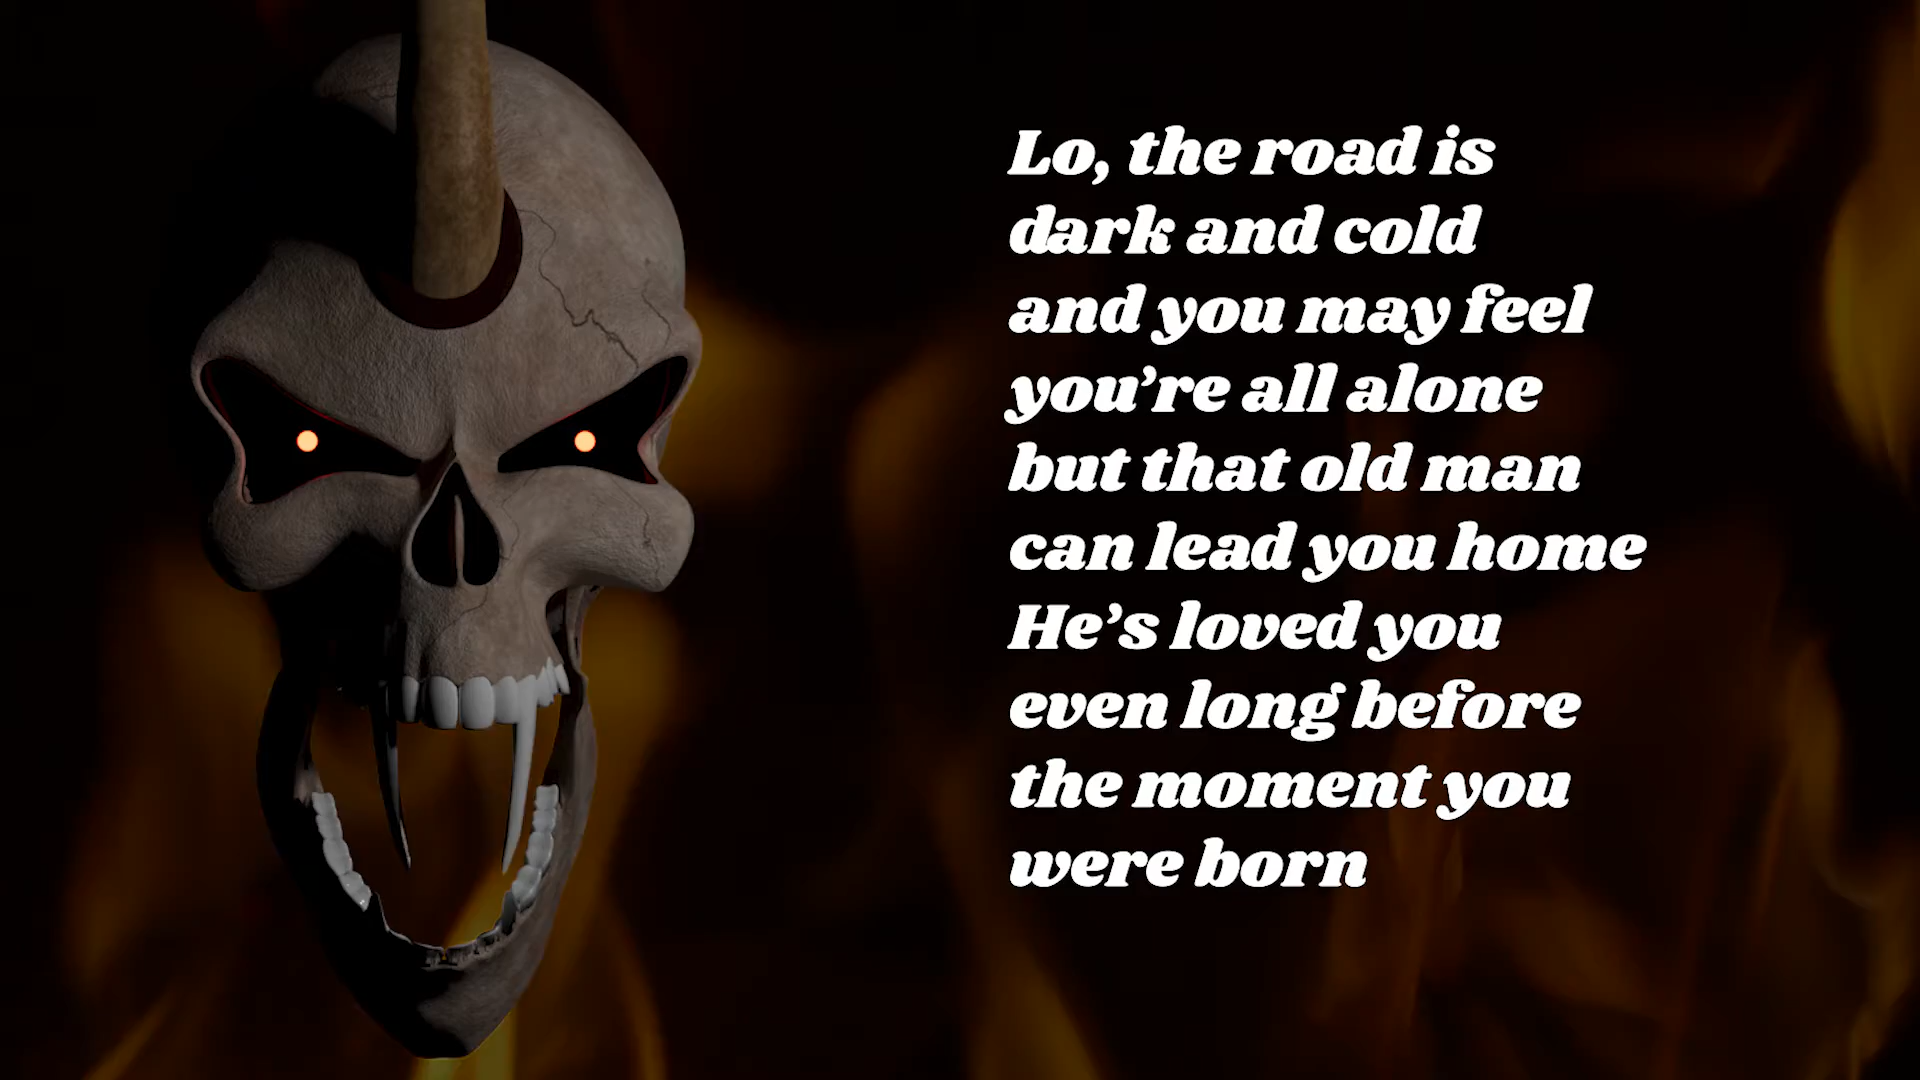 Lo, the road is
dark and cold
and you may feel
you’re all alone
but that old man
can lead you home
He’s loved you
even long before
the moment you
were born